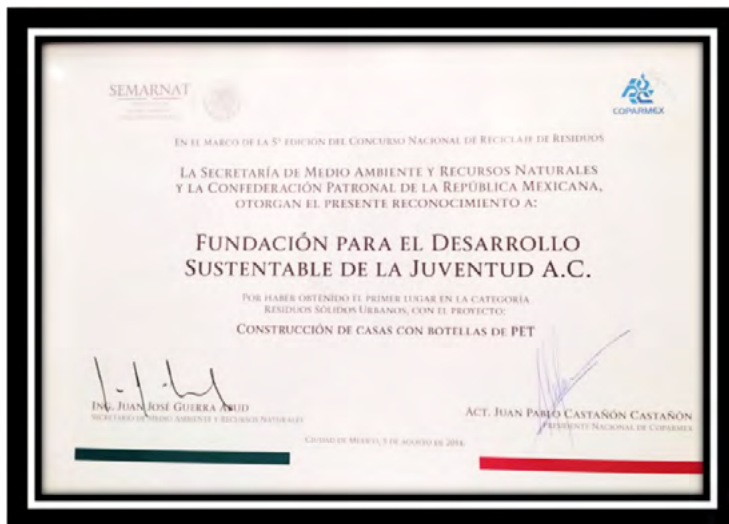 SEMARNAT
COPARMEX
EN EL MARCO DE LA 5ª EDICIÓN DEL CONCURSO NACIONAL DE RECICLAJE DE RESIDUOS
LA SECRETARÍA DE MEDIO AMBIENTE Y RECURSOS NATURALES
Y LA CONFEDERACIÓN PATRONAL DE LA REPÚBLICA MEXICANA,
OTORGAN EL PRESENTE RECONOCIMIENTO A:
FUNDACIÓN PARA EL DESARROLLO
SUSTENTABLE DE LA JUVENTUD A.C.
POR HABER OBTENIDO EL PRIMER LUGAR EN LA CATEGORÍA
RESIDUOS SÓLIDOS URBANOS, CON EL PROYECTO:
CONSTRUCCIÓN DE CASAS CON BOTELLAS DE PET
ING. JUAN JOSÉ GUERRA ABUD
SECRETARIO DE MEDIO AMBIENTE Y RECURSOS NATURALES
ACT. JUAN PABLO CASTAÑÓN CASTAÑÓN
PRESIDENTE NACIONAL DE COPARMEX
CIUDAD DE MÉXICO, 5 DE AGOSTO DE 2014